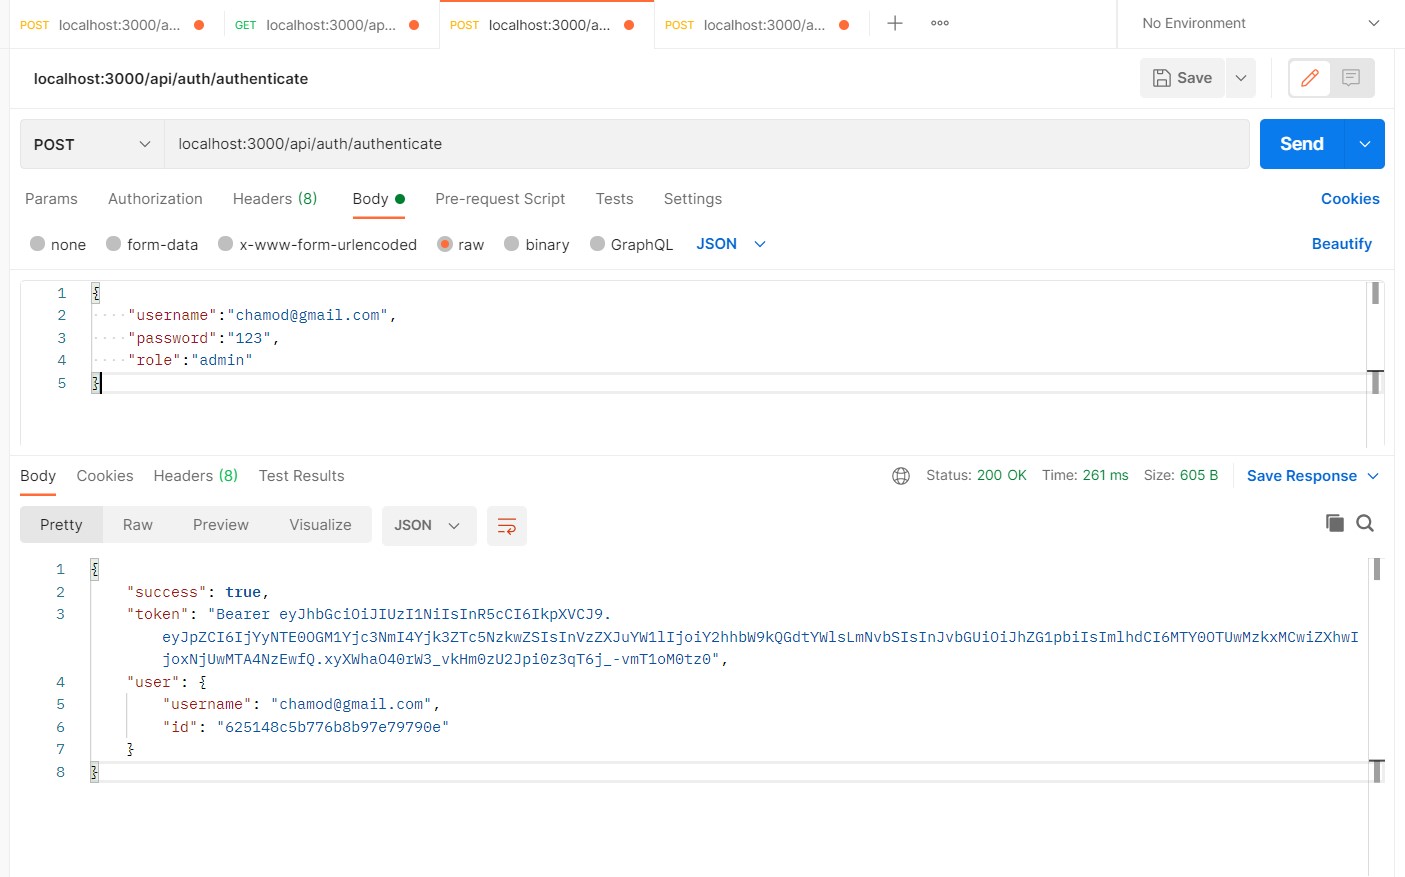 POST localhost:3000/a... GET localhost:3000/ap... POST localhost:3000/a... POST localhost:3000/a... No Environment
localhost:3000/api/auth/authenticate Save
POST localhost:3000/api/auth/authenticate Send
Params Authorization Headers (8) Body Pre-request Script Tests Settings Cookies
none form-data x-www-form-urlencoded raw binary GraphQL JSON Beautify
1 {
2 "username":"chamod@gmail.com",
3 "password":"123",
4 "role":"admin"
5 }
Body Cookies Headers (8) Test Results Status: 200 OK Time: 261 ms Size: 605 B Save Response
Pretty Raw Preview Visualize JSON
1 {
2 "success": true,
3 "token": "Bearer eyJhbGciOiJIUzI1NiIsInR5cCI6IkpXVCJ9.
eyJpZCI6IjYyNTE0OGM1Yjc3NmI4Yjk3ZTc5NzkwZSIsInVzZXJuYW1lIjoiY2hhbW9kQGdtYWlsLmNvbSIsInJvbGUiOiJhZG1pbiIsImlhdCI6MTY0OTUwMzkxMCwiZXhwI
joxNjUwMTA4NzEwfQ.xyXWhaO40rW3_vkHm0zU2Jpi0z3qT6j_-vmT1oM0tz0",
4 "user": {
5 "username": "chamod@gmail.com",
6 "id": "625148c5b776b8b97e79790e"
7 }
8 }